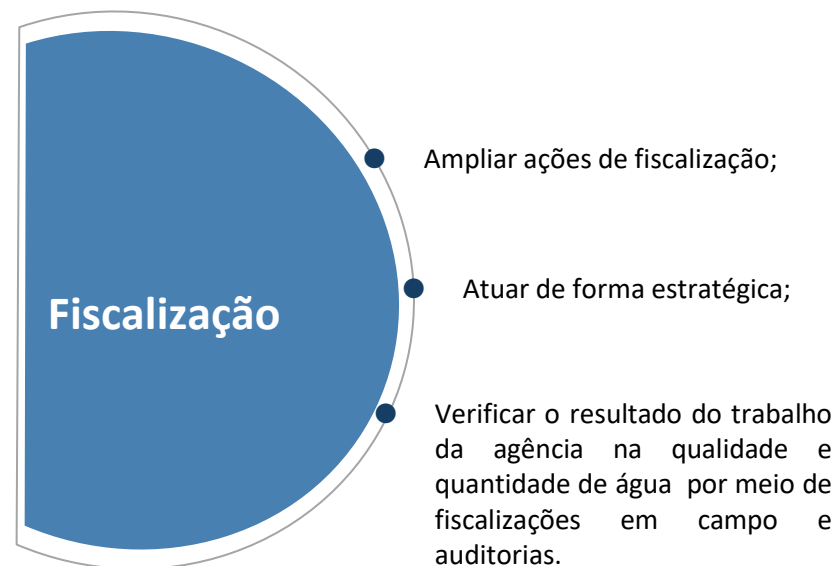 Ampliar ações de fiscalização;
Fiscalização
Atuar de forma estratégica;
Verificar o resultado do trabalho
da agência na qualidade e
quantidade de água por meio de
fiscalizações em campo e
auditorias.